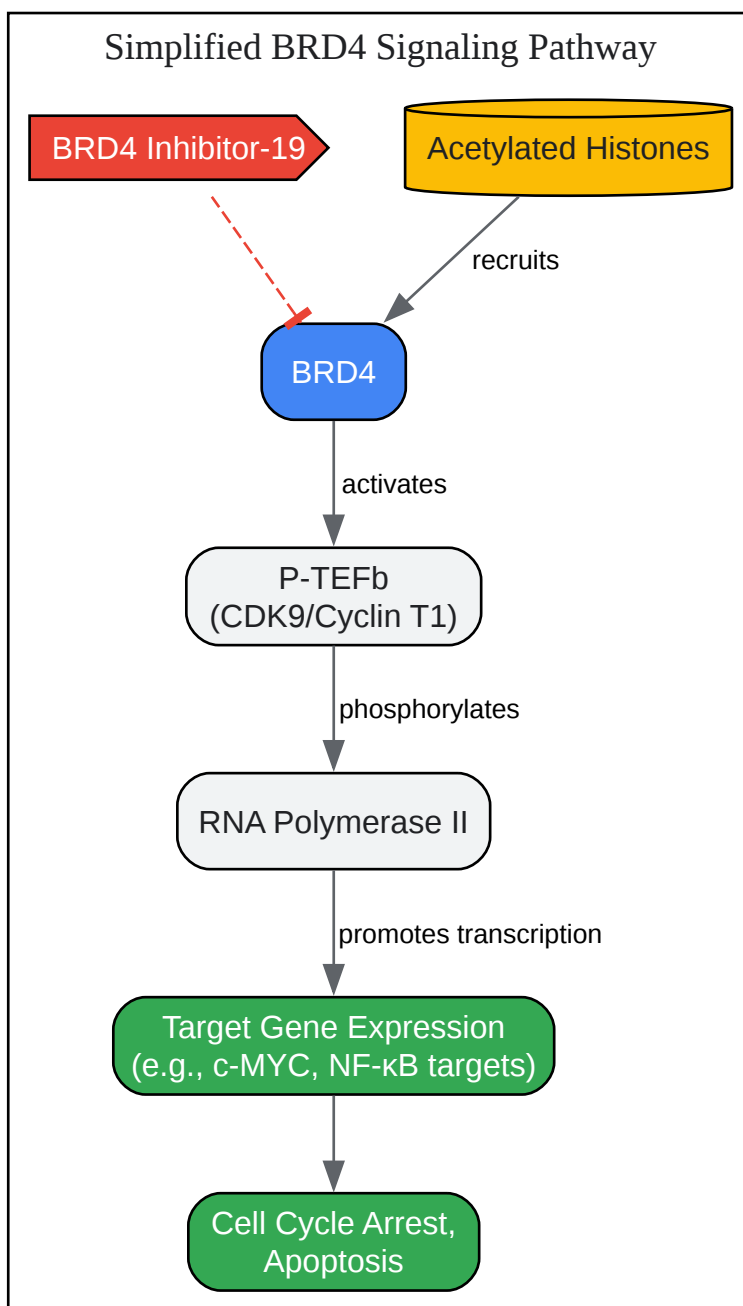 Simplified BRD4 Signaling Pathway
BRD4 Inhibitor-19
Acetylated Histones
recruits
BRD4
activates
P-TEFb
(CDK9/Cyclin T1)
phosphorylates
RNA Polymerase II
promotes transcription
Target Gene Expression
(e.g., c-MYC, NF-κB targets)
Cell Cycle Arrest,
Apoptosis